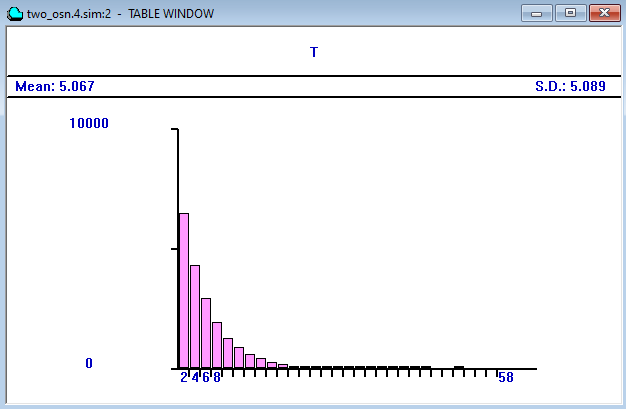 two_osn.4.sim:2 - TABLE WINDOW
T
Mean: 5.067 S.D.: 5.089
10000
0
2 4 6 8 58